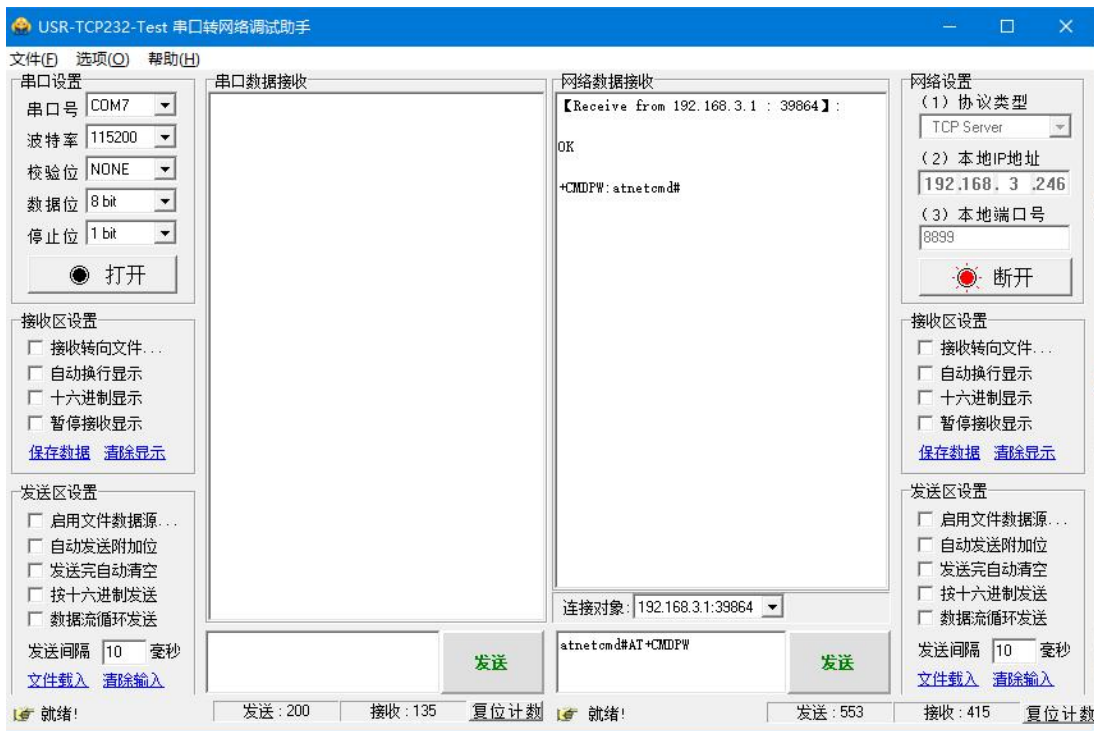 USR-TCP232-Test 串口转网络调试助手
文件(F) 选项(O) 帮助(H)
串口设置
串口号 COM7
波特率 115200
校验位 NONE
数据位 8 bit
停止位 1 bit
打开
接收区设置
接收转向文件...
自动换行显示
十六进制显示
暂停接收显示
保存数据 清除显示
发送区设置
启用文件数据源...
自动发送附加位
发送完自动清空
按十六进制发送
数据流循环发送
发送间隔 10 毫秒
文件载入 清除输入
串口数据接收
发送
网络数据接收
【Receive from 192.168.3.1 : 39864】:
OK
+CMDPW:atnetcmd#
连接对象: 192.168.3.1:39864
atnetcmd#AT+CMDPW
发送
网络设置
(1) 协议类型
TCP Server
(2) 本地IP地址
192.168. 3 .246
(3) 本地端口号
8899
断开
接收区设置
接收转向文件...
自动换行显示
十六进制显示
暂停接收显示
保存数据 清除显示
发送区设置
启用文件数据源...
自动发送附加位
发送完自动清空
按十六进制发送
数据流循环发送
发送间隔 10 毫秒
文件载入 清除输入
就绪! 发送:200 接收:135 复位计数
就绪! 发送:553 接收:415 复位计数